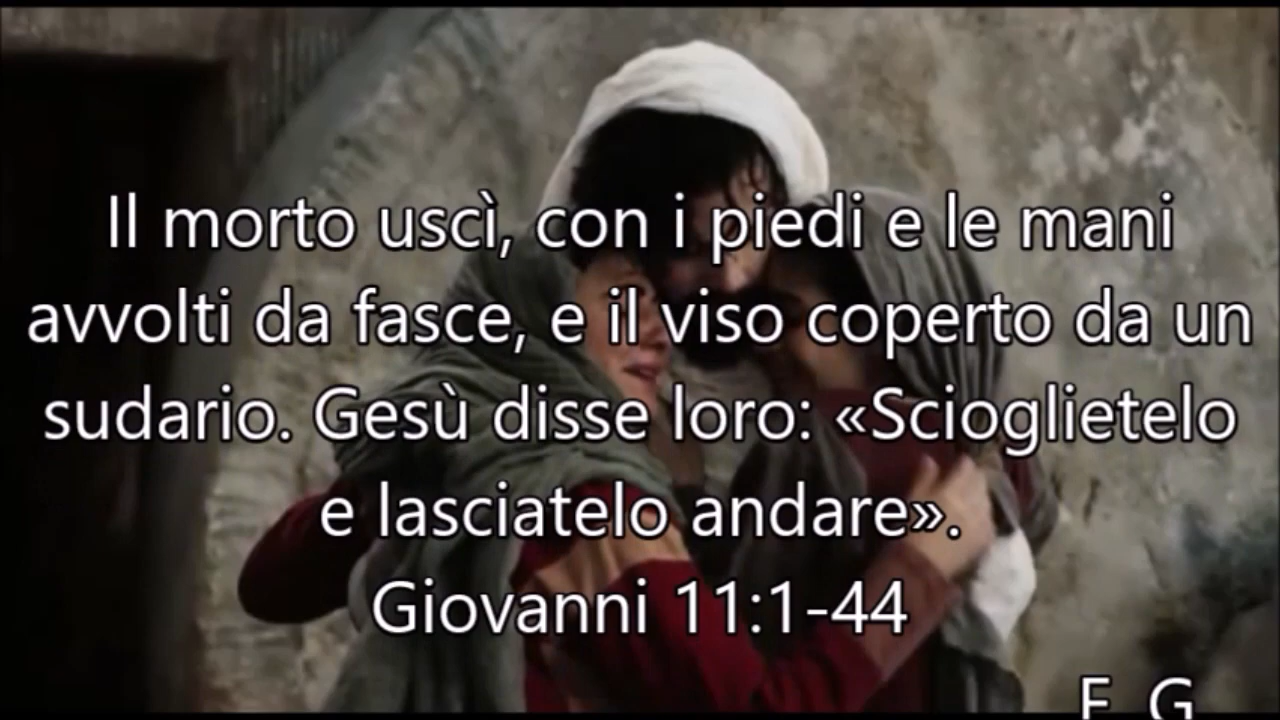 Il morto uscì, con i piedi e le mani
avvolti da fasce, e il viso coperto da un
sudario. Gesù disse loro: «Scioglietelo
e lasciatelo andare».
Giovanni 11:1-44
F. G